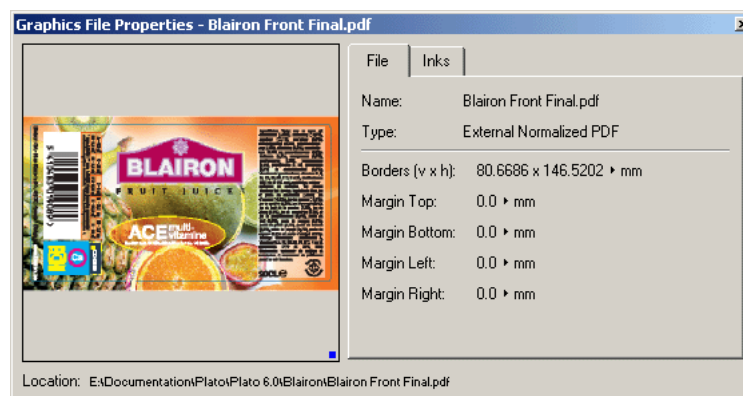 Graphics File Properties - Blairon Front Final.pdf
File
Inks
Name: Blairon Front Final.pdf
Type: External Normalized PDF
Borders (v x h): 80.6686 x 146.5202 ▸ mm
Margin Top: 0.0 ▸ mm
Margin Bottom: 0.0 ▸ mm
Margin Left: 0.0 ▸ mm
Margin Right: 0.0 ▸ mm
BLAIRON
FRUIT JUICE
ACE multi-
vitamine
Location: E:\Documentation\Plato\Plato 6.0\Blairon\Blairon Front Final.pdf